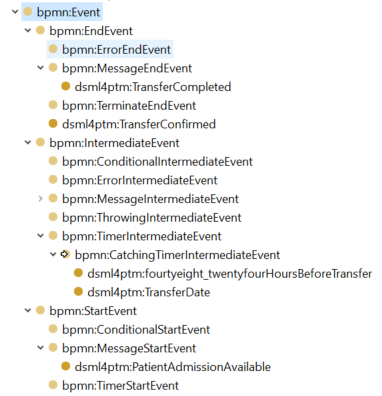 bpmn:Event
bpmn:EndEvent
bpmn:ErrorEndEvent
bpmn:MessageEndEvent
dsml4ptm:TransferCompleted
bpmn:TerminateEndEvent
dsml4ptm:TransferConfirmed
bpmn:IntermediateEvent
bpmn:ConditionalIntermediateEvent
bpmn:ErrorIntermediateEvent
bpmn:MessageIntermediateEvent
bpmn:ThrowingIntermediateEvent
bpmn:TimerIntermediateEvent
bpmn:CatchingTimerIntermediateEvent
dsml4ptm:fourtyeight_twentyfourHoursBeforeTransfer
dsml4ptm:TransferDate
bpmn:StartEvent
bpmn:ConditionalStartEvent
bpmn:MessageStartEvent
dsml4ptm:PatientAdmissionAvailable
bpmn:TimerStartEvent